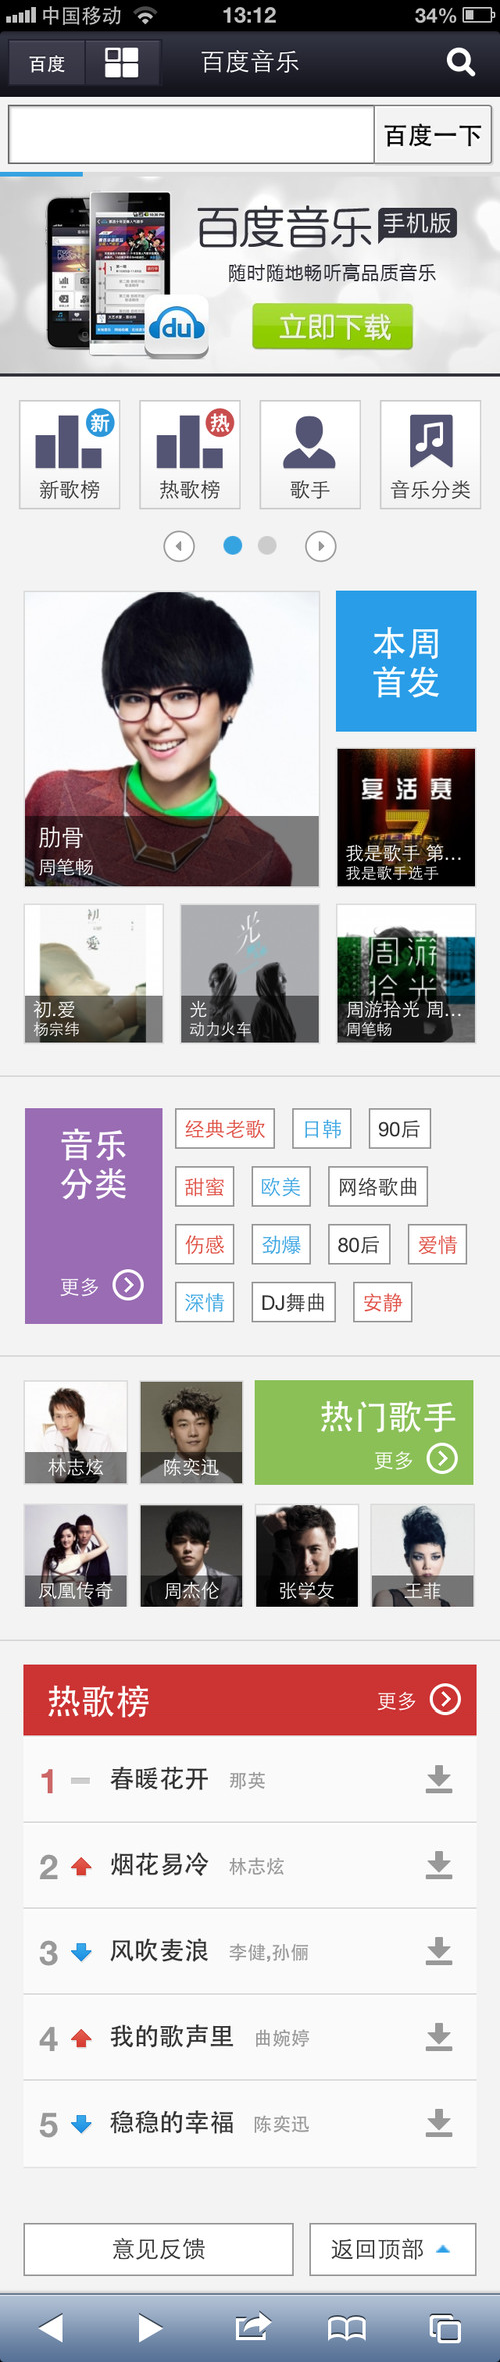 中国移动 13:12 34%
百度 百度音乐
百度一下
百度音乐 手机版
随时随地畅听高品质音乐
立即下载
du
新 热
新歌榜 热歌榜 歌手 音乐分类
本周
首发
肋骨
周笔畅
复活赛
7
我是歌手 第...
我是歌手选手
初
爱
初.爱
杨宗纬
光
光
动力火车
周游
拾光
周游拾光 周...
周笔畅
音乐
分类
更多
经典老歌 日韩 90后
甜蜜 欧美 网络歌曲
伤感 劲爆 80后 爱情
深情 DJ舞曲 安静
林志炫 陈奕迅
热门歌手
更多
凤凰传奇 周杰伦 张学友 王菲
热歌榜 更多
1 春暖花开 那英
2 烟花易冷 林志炫
3 风吹麦浪 李健,孙俪
4 我的歌声里 曲婉婷
5 稳稳的幸福 陈奕迅
意见反馈 返回顶部